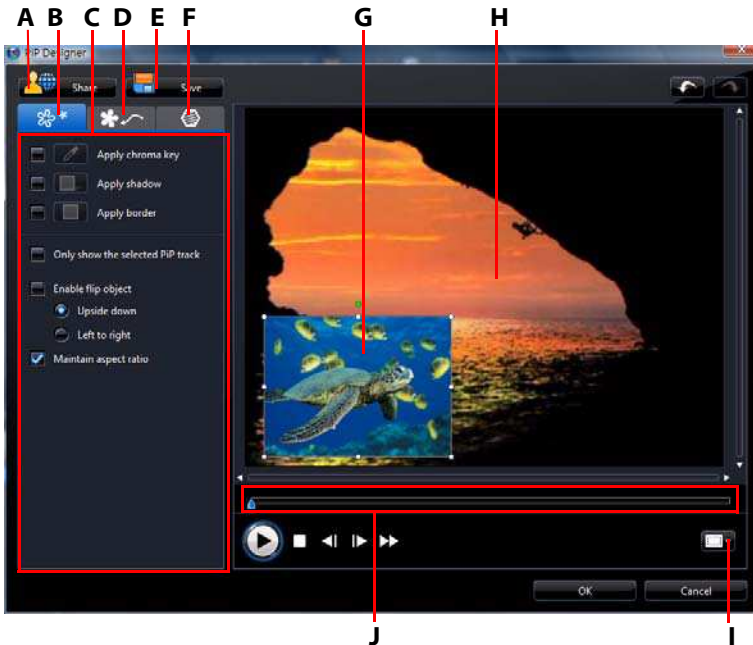 A B C D E F G H
PiP Designer
Share Save
Apply chroma key
Apply shadow
Apply border
Only show the selected PiP track
Enable flip object
Upside down
Left to right
Maintain aspect ratio
OK Cancel
J I